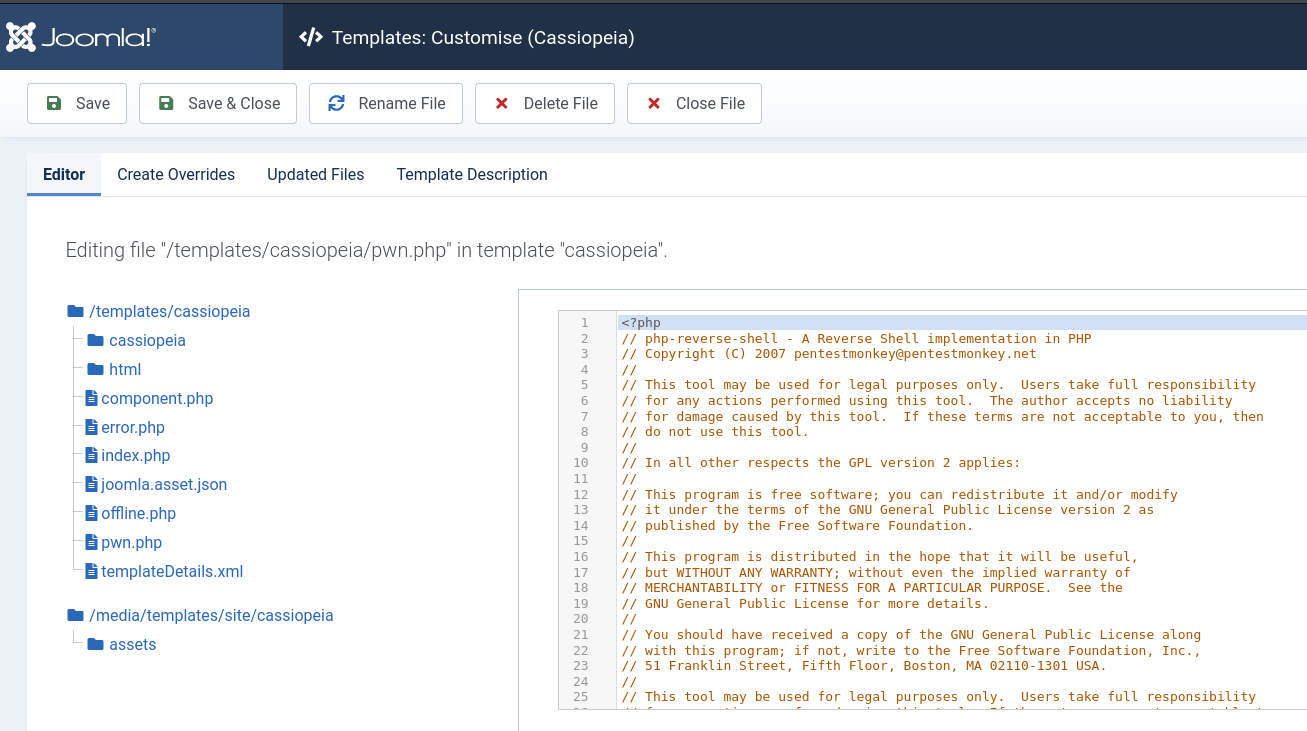 Joomla!®
Templates: Customise (Cassiopeia)
Save
Save & Close
Rename File
Delete File
Close File
Editor
Create Overrides
Updated Files
Template Description
Editing file "/templates/cassiopeia/pwn.php" in template "cassiopeia".
/templates/cassiopeia
cassiopeia
html
component.php
error.php
index.php
joomla.asset.json
offline.php
pwn.php
templateDetails.xml
/media/templates/site/cassiopeia
assets
1 <?php
2 // php-reverse-shell - A Reverse Shell implementation in PHP
3 // Copyright (C) 2007 pentestmonkey@pentestmonkey.net
4 //
5 // This tool may be used for legal purposes only.  Users take full responsibility
6 // for any actions performed using this tool.  The author accepts no liability
7 // for damage caused by this tool.  If these terms are not acceptable to you, then
8 // do not use this tool.
9 //
10 // In all other respects the GPL version 2 applies:
11 //
12 // This program is free software; you can redistribute it and/or modify
13 // it under the terms of the GNU General Public License version 2 as
14 // published by the Free Software Foundation.
15 //
16 // This program is distributed in the hope that it will be useful,
17 // but WITHOUT ANY WARRANTY; without even the implied warranty of
18 // MERCHANTABILITY or FITNESS FOR A PARTICULAR PURPOSE.  See the
19 // GNU General Public License for more details.
20 //
21 // You should have received a copy of the GNU General Public License along
22 // with this program; if not, write to the Free Software Foundation, Inc.,
23 // 51 Franklin Street, Fifth Floor, Boston, MA 02110-1301 USA.
24 //
25 // This tool may be used for legal purposes only.  Users take full responsibility